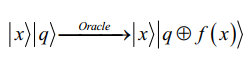 |x⟩|q⟩ —Oracle→ |x⟩|q ⊕ f(x)⟩